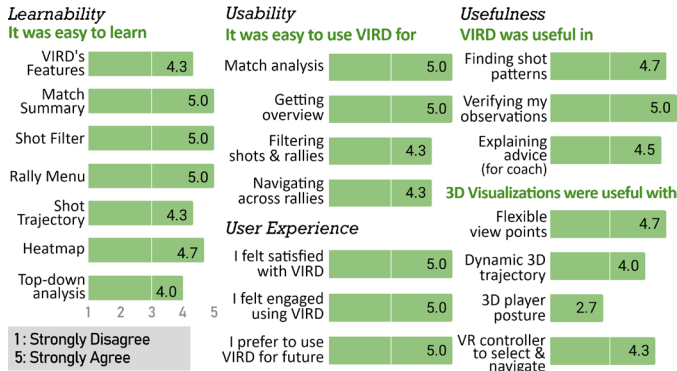 Learnability
It was easy to learn
VIRD's
Features
4.3
Match
Summary
5.0
Shot Filter
5.0
Rally Menu
5.0
Shot
Trajectory
4.3
Heatmap
4.7
Top-down
analysis
4.0
1 2 3 4 5
1: Strongly Disagree
5: Strongly Agree
Usability
It was easy to use VIRD for
Match analysis
5.0
Getting
overview
5.0
Filtering
shots & rallies
4.3
Navigating
across rallies
4.3
User Experience
I felt satisfied
with VIRD
5.0
I felt engaged
using VIRD
5.0
I prefer to use
VIRD for future
5.0
Usefulness
VIRD was useful in
Finding shot
patterns
4.7
Verifying my
observations
5.0
Explaining
advice
(for coach)
4.5
3D Visualizations were useful with
Flexible
view points
4.7
Dynamic 3D
trajectory
4.0
3D player
posture
2.7
VR controller
to select &
navigate
4.3